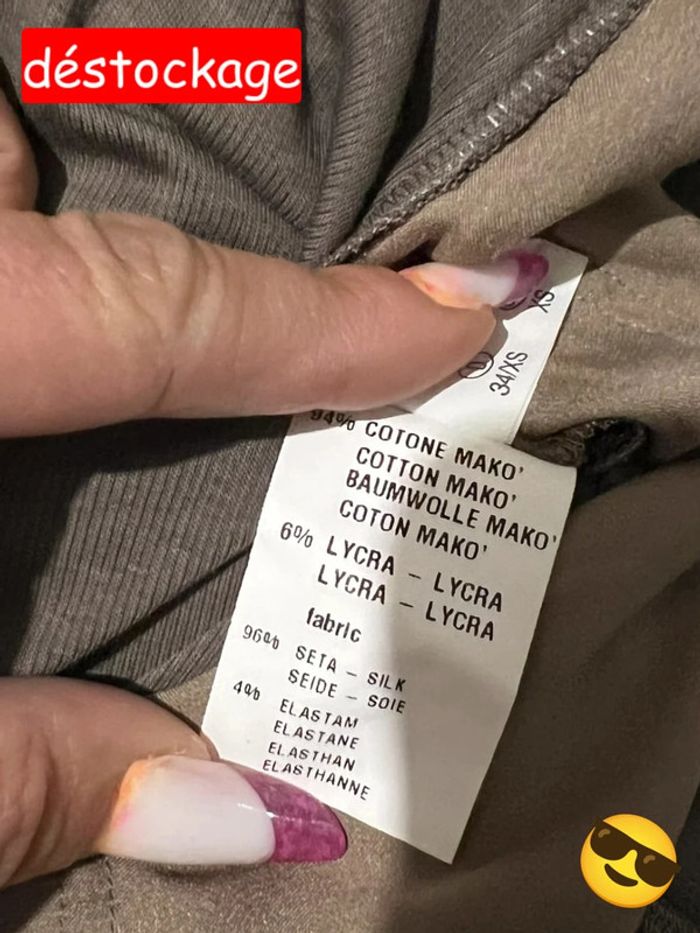 déstockage
XS
34/XS
94% COTONE MAKO'
COTTON MAKO'
BAUMWOLLE MAKO'
COTON MAKO'
6% LYCRA – LYCRA
LYCRA – LYCRA
fabric
96% SETA – SILK
SEIDE – SOIE
4% ELASTAM
ELASTANE
ELASTHAN
ELASTHANNE